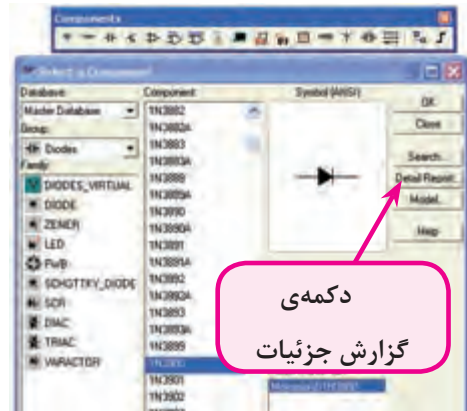 Components
Select a Component
Database:
Master Database
Group:
Diodes
Family:
DIODES_VIRTUAL
DIODE
ZENER
LED
FWB
SCHOTTKY_DIODE
SCR
DIAC
TRIAC
VARACTOR
Component:
1N3882
1N3882A
1N3883
1N3883A
1N3889
1N3889A
1N3890
1N3890A
1N3891
1N3891A
1N3892
1N3892A
1N3893
1N3893A
1N3899
1N3900
1N3901
1N3902
Symbol (ANSI)
OK
Close
Search...
Detail Report
Model...
Help
دکمه‌ی
گزارش جزئیات